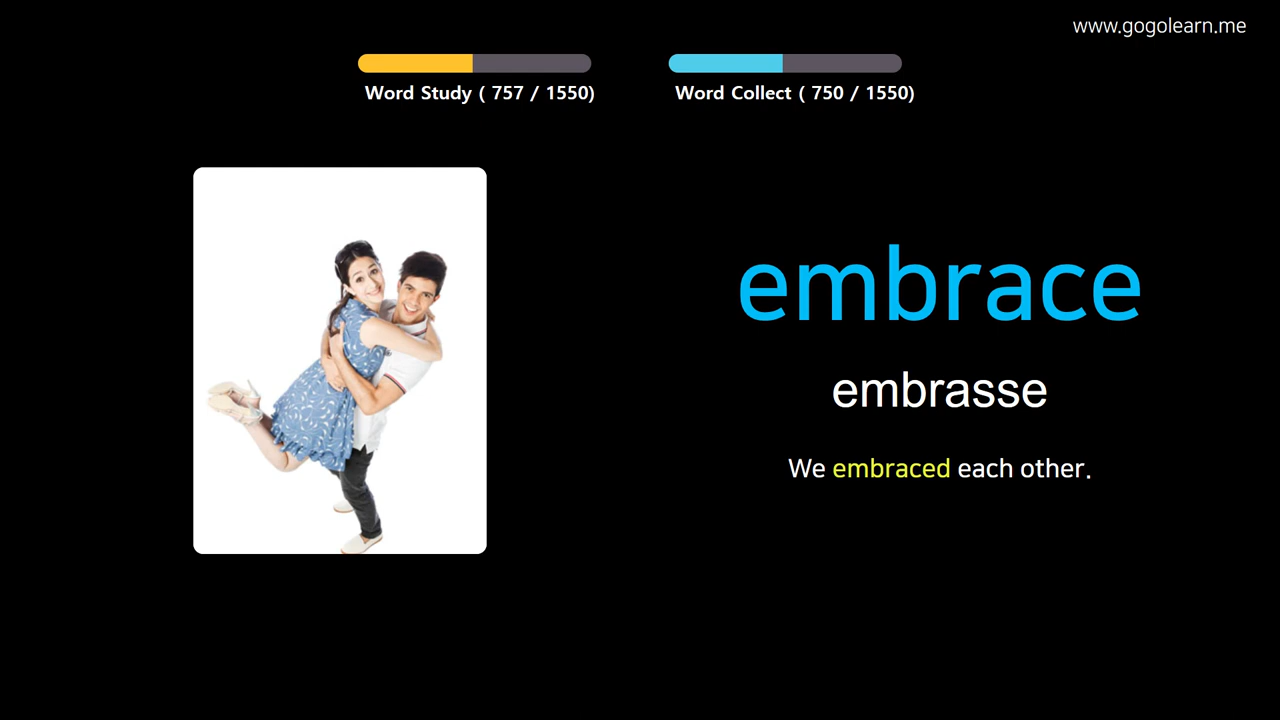 www.gogolearn.me
Word Study ( 757 / 1550)
Word Collect ( 750 / 1550)
embrace
embrasse
We embraced each other.